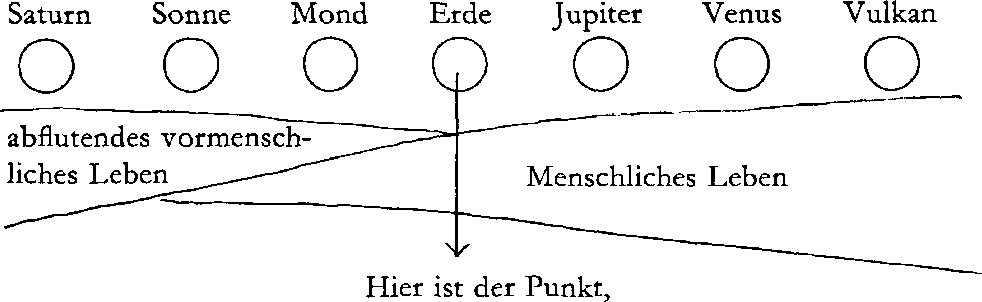 Saturn Sonne Mond Erde Jupiter Venus Vulkan
abflutendes vormensch-
liches Leben
Menschliches Leben
Hier ist der Punkt,